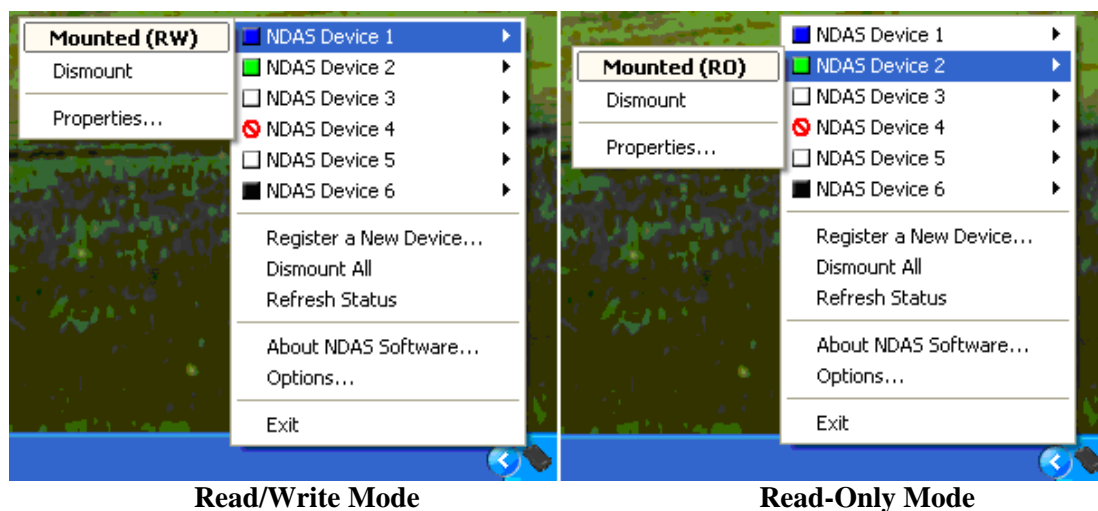 Mounted (RW)
Dismount
Properties...
NDAS Device 1
NDAS Device 2
NDAS Device 3
NDAS Device 4
NDAS Device 5
NDAS Device 6
Register a New Device...
Dismount All
Refresh Status
About NDAS Software...
Options...
Exit
Read/Write Mode
Mounted (RO)
Dismount
Properties...
NDAS Device 1
NDAS Device 2
NDAS Device 3
NDAS Device 4
NDAS Device 5
NDAS Device 6
Register a New Device...
Dismount All
Refresh Status
About NDAS Software...
Options...
Exit
Read-Only Mode